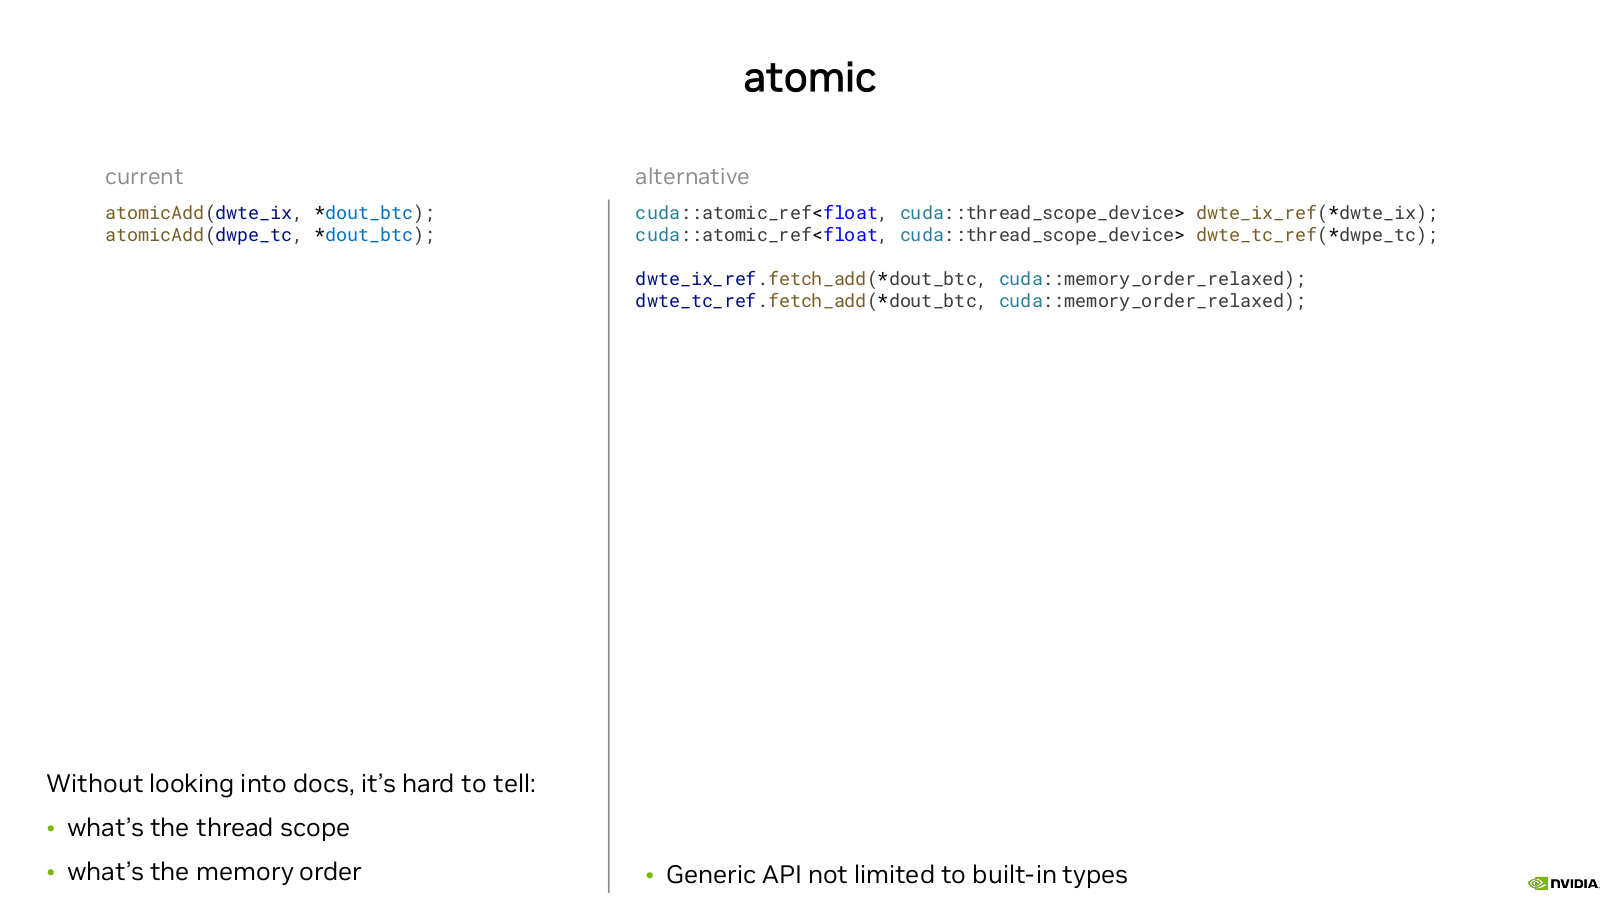 atomic
current
atomicAdd(dwte_ix, *dout_btc);
atomicAdd(dwpe_tc, *dout_btc);
Without looking into docs, it’s hard to tell:
• what’s the thread scope
• what’s the memory order
alternative
cuda::atomic_ref<float, cuda::thread_scope_device> dwte_ix_ref(*dwte_ix);
cuda::atomic_ref<float, cuda::thread_scope_device> dwte_tc_ref(*dwpe_tc);
dwte_ix_ref.fetch_add(*dout_btc, cuda::memory_order_relaxed);
dwte_tc_ref.fetch_add(*dout_btc, cuda::memory_order_relaxed);
• Generic API not limited to built-in types
NVIDIA.